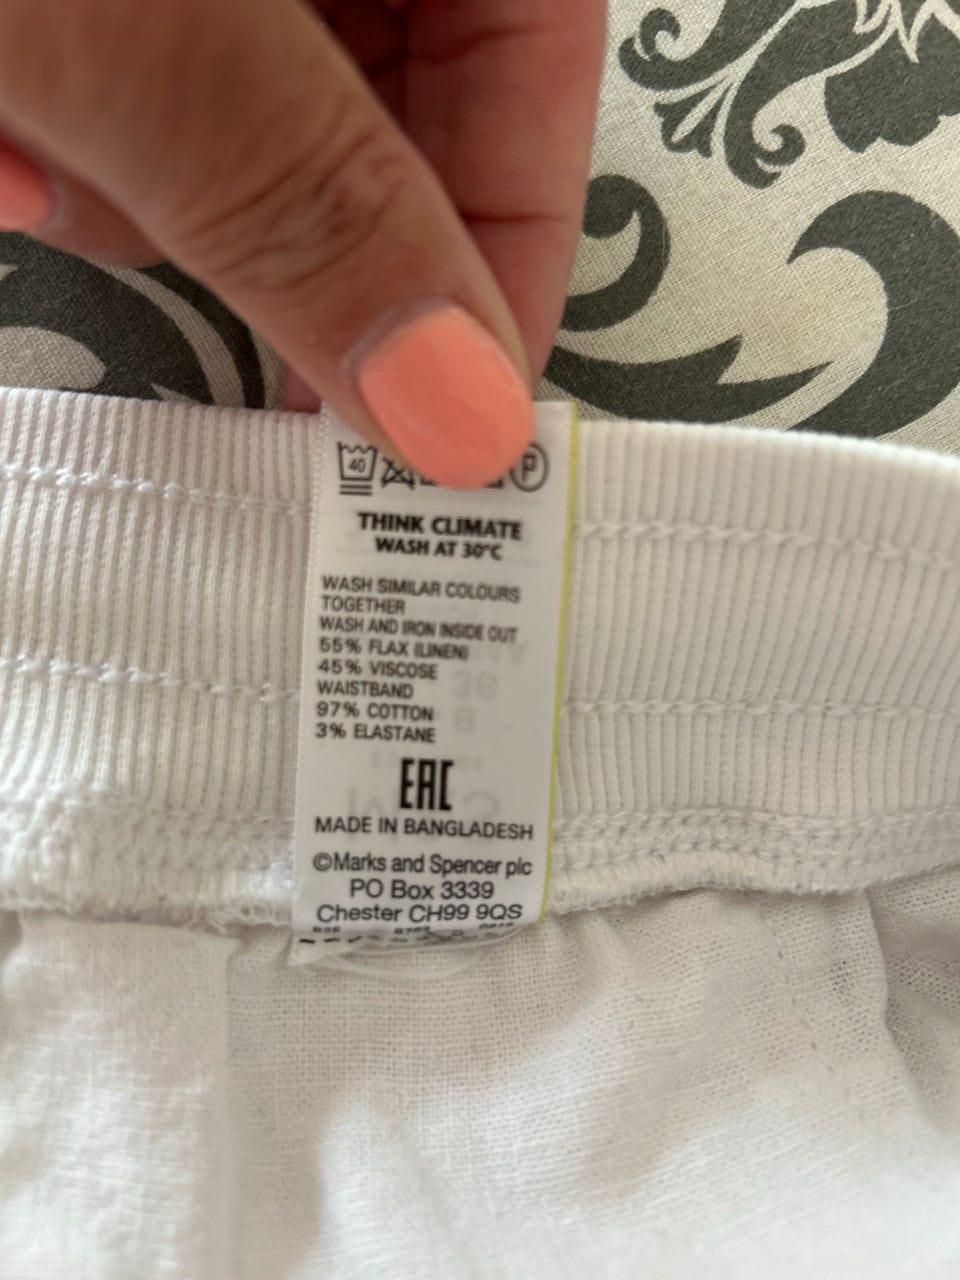 40 P
THINK CLIMATE
WASH AT 30°C
WASH SIMILAR COLOURS
TOGETHER
WASH AND IRON INSIDE OUT
55% FLAX (LINEN)
45% VISCOSE
WAISTBAND
97% COTTON
3% ELASTANE
EAC
MADE IN BANGLADESH
©Marks and Spencer plc
PO Box 3339
Chester CH99 9QS